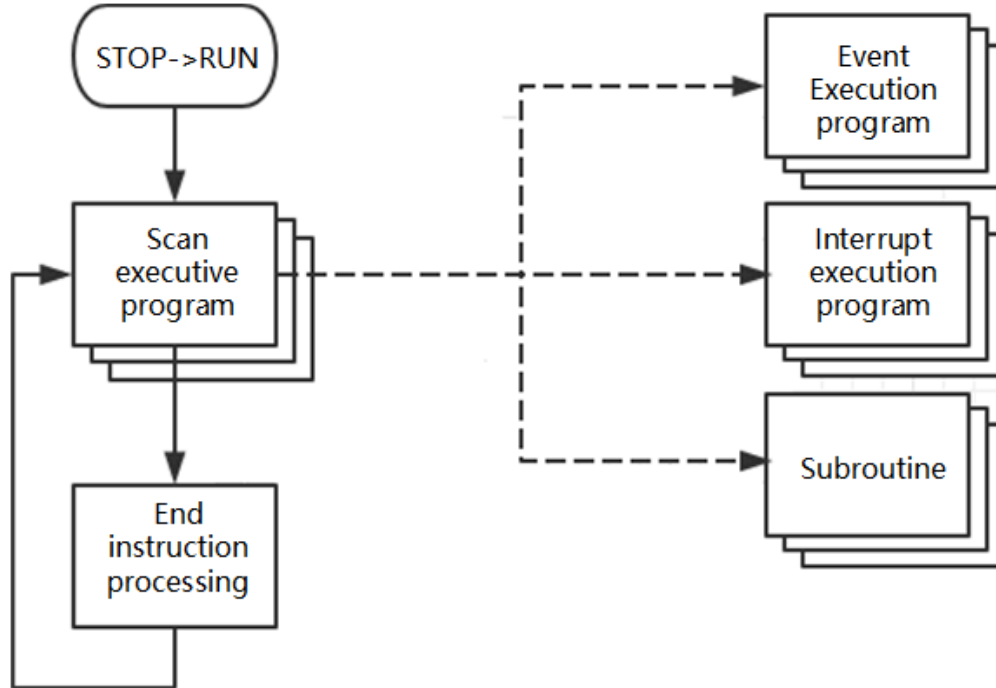 STOP->RUN
Scan
executive
program
End
instruction
processing
Event
Execution
program
Interrupt
execution
program
Subroutine